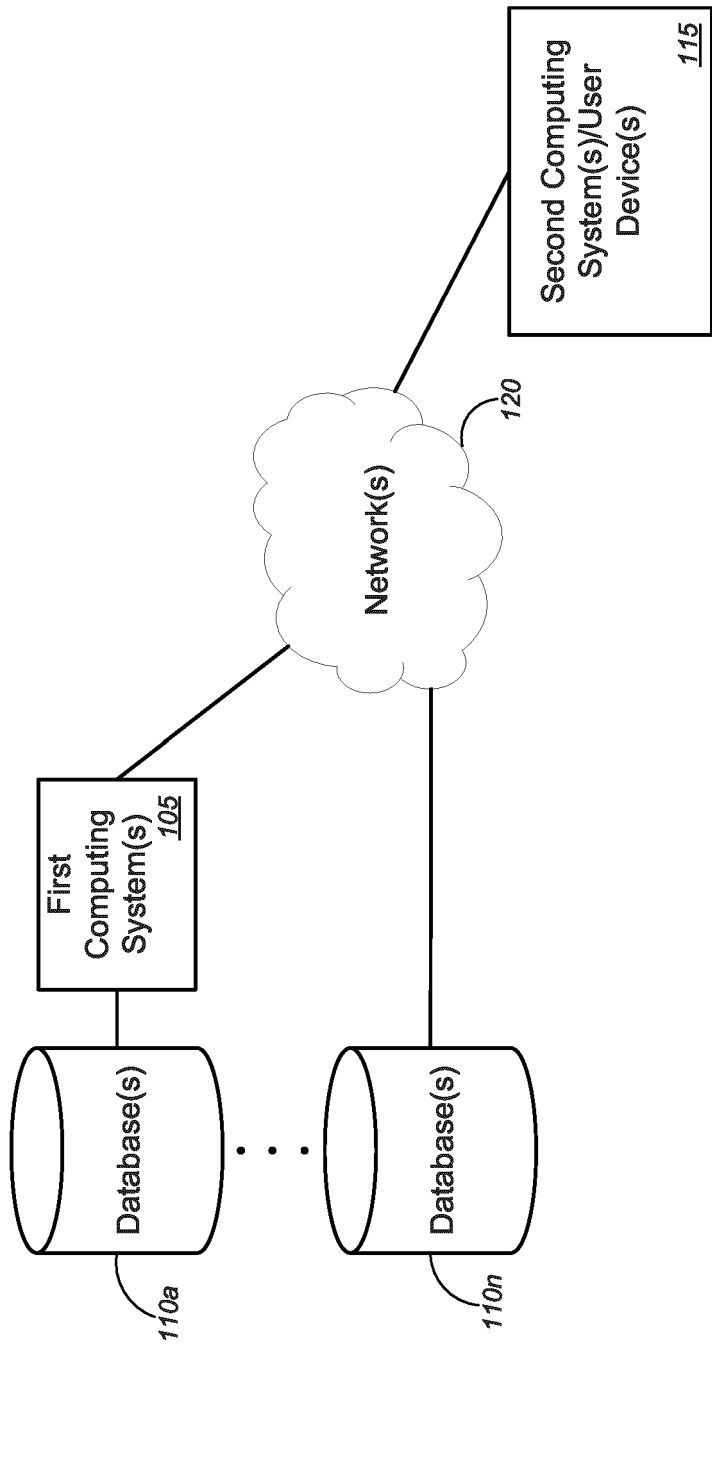 110a
Database(s)
First
Computing
System(s)
105
110n
Database(s)
Network(s)
120
Second Computing
System(s)/User
Device(s)
115